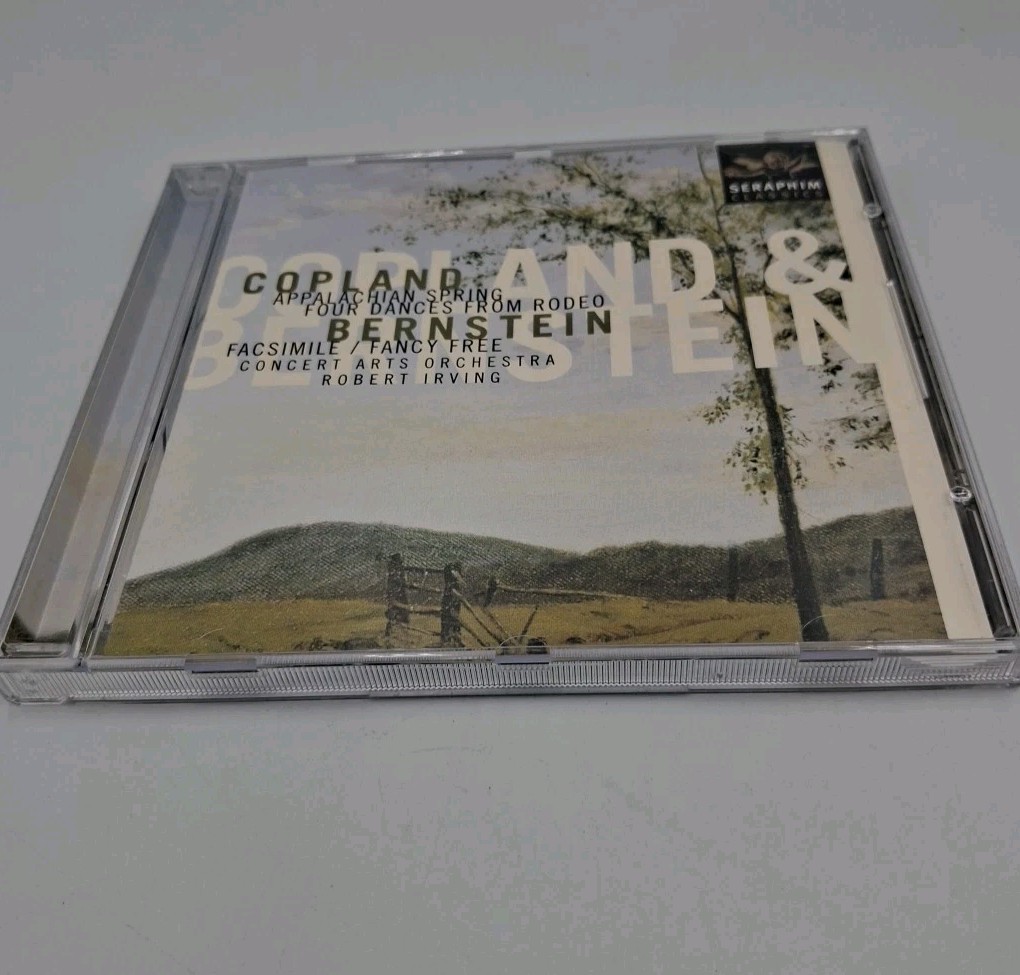 SERAPHIM
CLASSICS
COPLAND &
BERNSTEIN
COPLAND
APPALACHIAN SPRING
FOUR DANCES FROM RODEO
BERNSTEIN
FACSIMILE / FANCY FREE
CONCERT ARTS ORCHESTRA
ROBERT IRVING